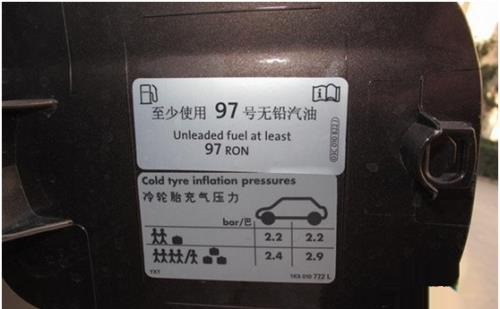 至少使用 97 号无铅汽油
Unleaded fuel at least
97 RON
Cold tyre inflation pressures
冷轮胎充气压力
bar/巴
2.2 2.2
2.4 2.9
1K9 010 722 L